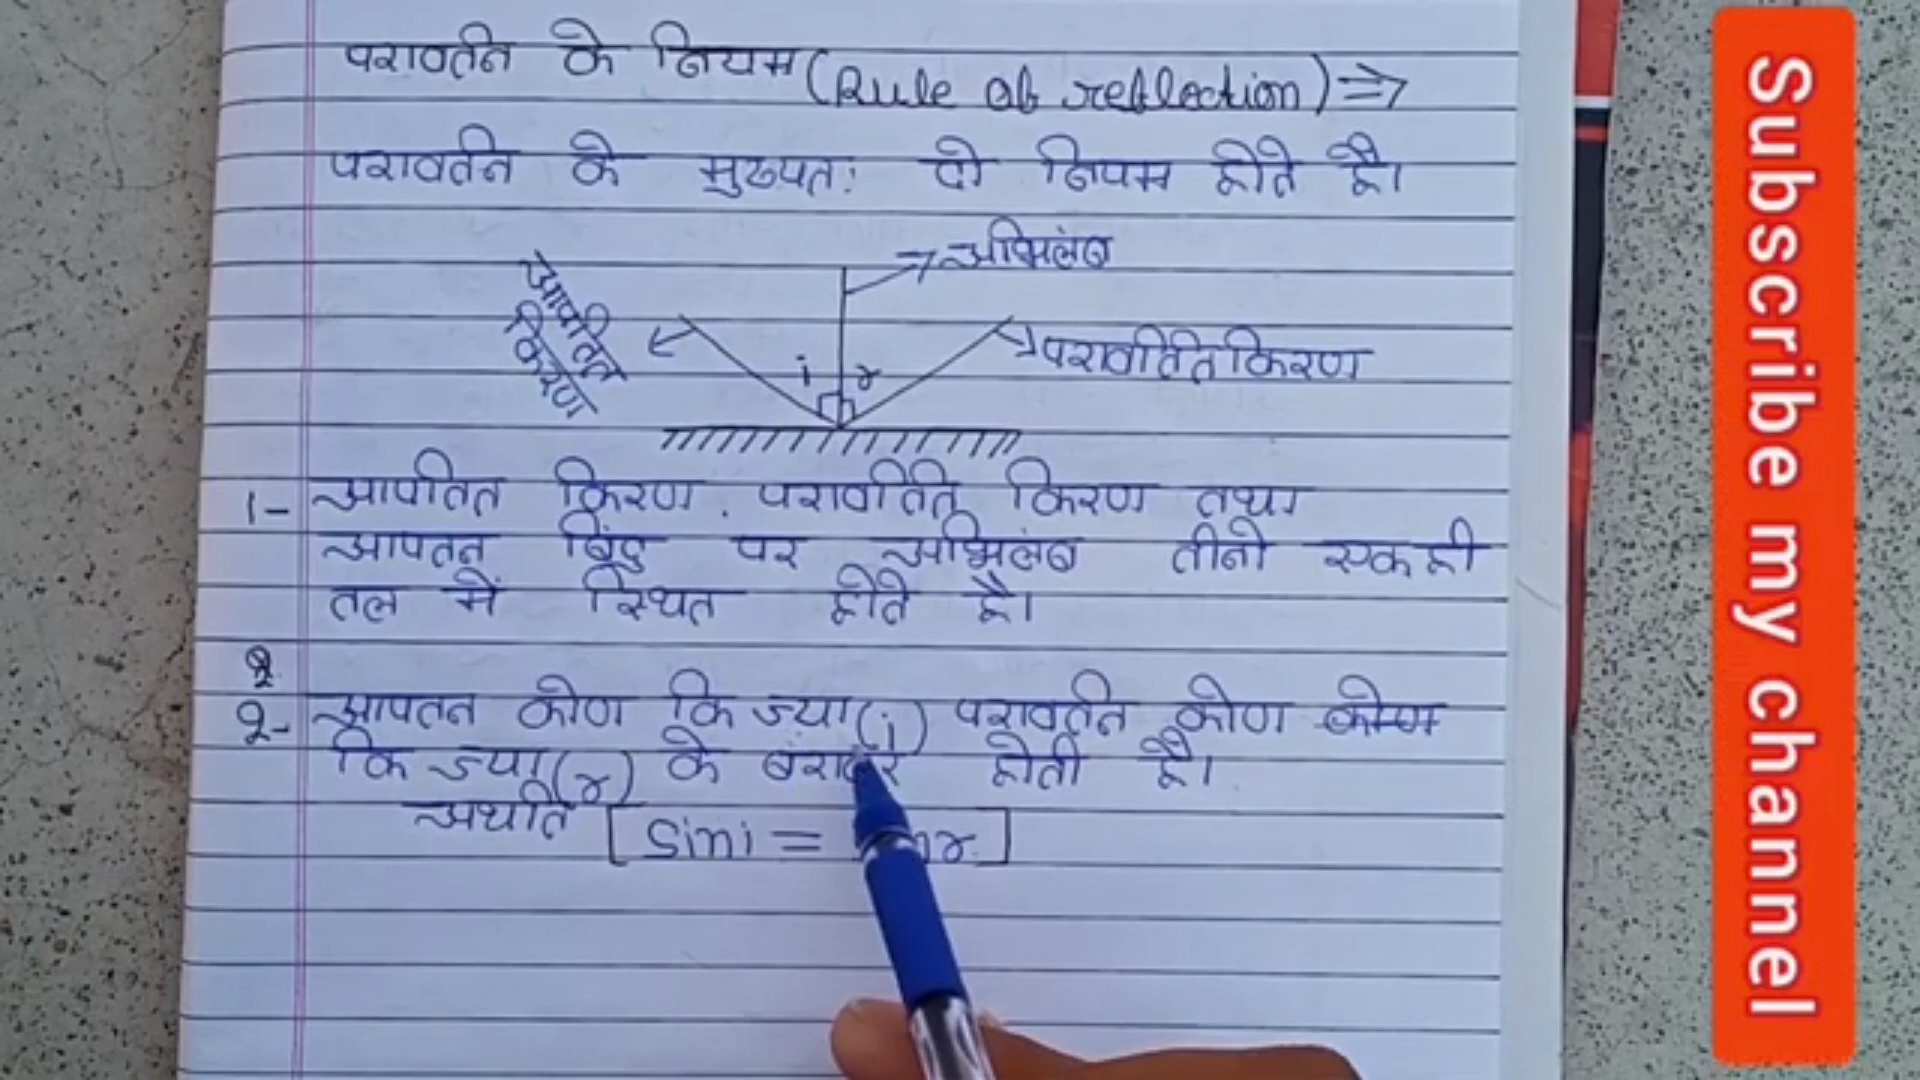 परावर्तन के नियम (Rule of reflection) ⇒
परावर्तन के मुख्यत: दो नियम होते है।
अभिलंब
आपतित
किरण
परावर्तित किरण
i r
1- आपतित किरण, परावर्तित किरण तथा
आपतन बिंदु पर अभिलंब तीनो एक ही
तल में स्थित होते है।
2- आपतन कोण कि ज्या(i) परावर्तन कोण कोण
कि ज्या(r) के बराबर होती है।
अर्थात [Sini = r]
Subscribe my channel